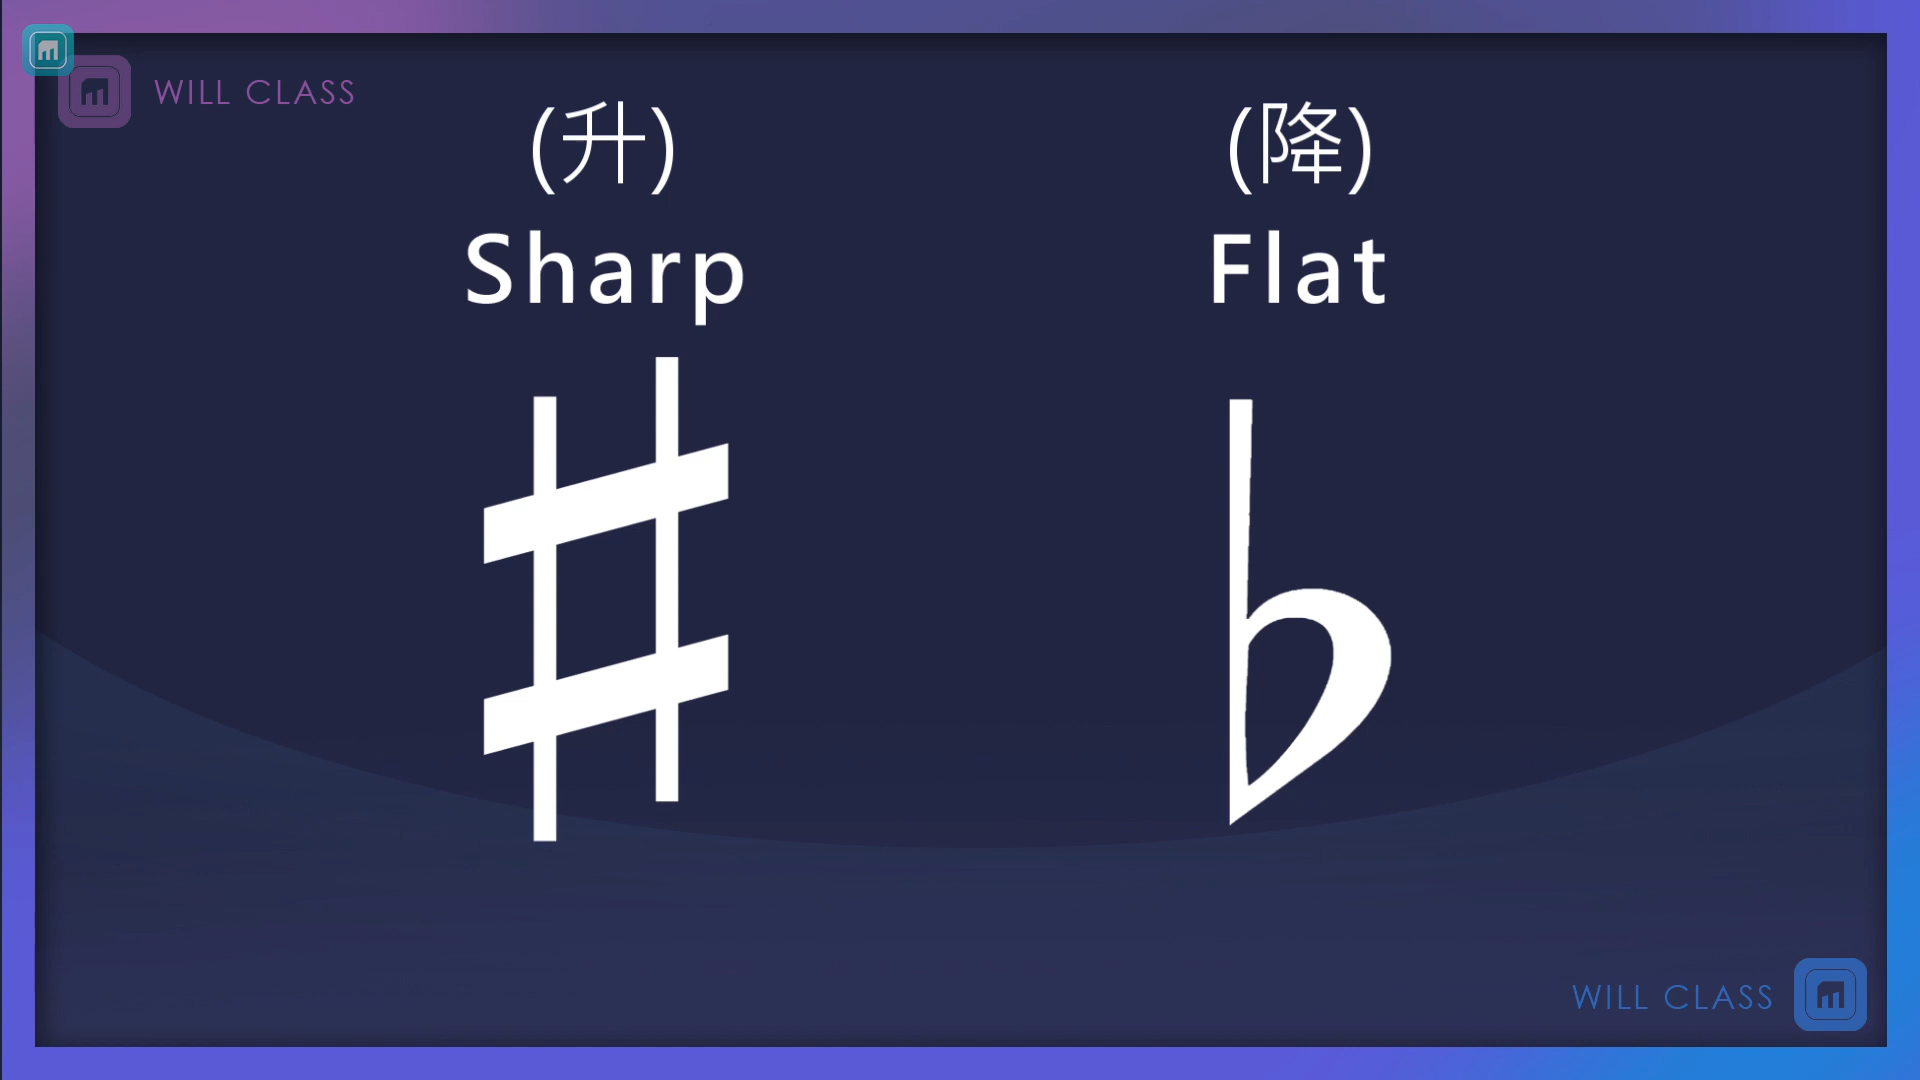 WILL CLASS
(升)
(降)
Sharp
Flat
♯
♭
WILL CLASS